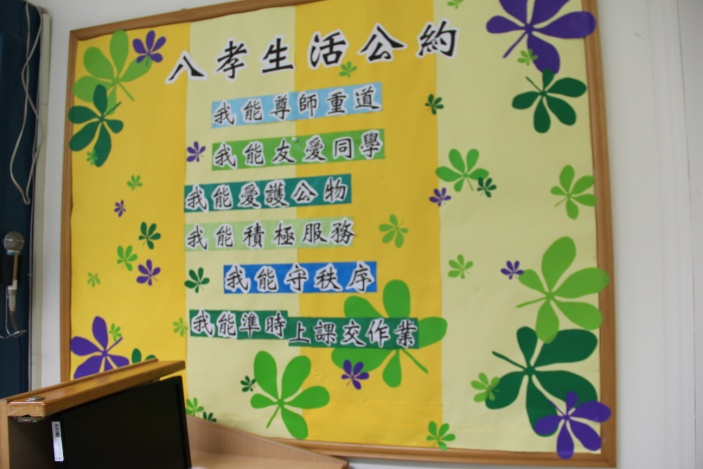 八孝生活公約
我能尊師重道
我能友愛同學
我能愛護公物
我能積極服務
我能守秩序
我能準時上課交作業